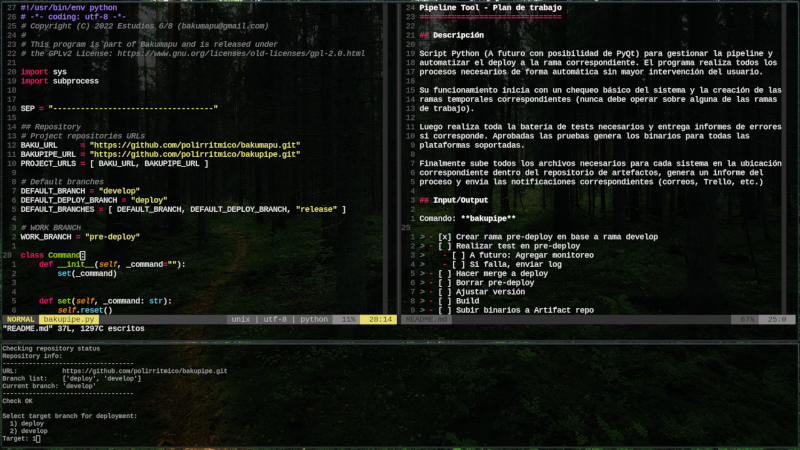 27 #!/usr/bin/env python
26 # -*- coding: utf-8 -*-
25 # Copyright (C) 2022 Estudios 6/8 (bakumapu@gmail.com)
24 #
23 # This program is part of Bakumapu and is released under
22 # the GPLv2 License: https://www.gnu.org/licenses/old-licenses/gpl-2.0.html
21
20 import sys
19 import subprocess
18
17
16 SEP = "-----------------------------------"
15
14 ## Repository
13 # Project repositories URLs
12 BAKU_URL     = "https://github.com/polirritmico/bakumapu.git"
11 BAKUPIPE_URL = "https://github.com/polirritmico/bakupipe.git"
10 PROJECT_URLS = [ BAKU_URL, BAKUPIPE_URL ]
9
8 # Default branches
7 DEFAULT_BRANCH = "develop"
6 DEFAULT_DEPLOY_BRANCH = "deploy"
5 DEFAULT_BRANCHES = [ DEFAULT_BRANCH, DEFAULT_DEPLOY_BRANCH, "release" ]
4
3 # WORK BRANCH
2 WORK_BRANCH = "pre-deploy"
1
28 class Command:
1     def __init__(self, _command=""):
2         set(_command)
3
4
5     def set(self, _command: str):
6         self.reset()
NORMAL bakupipe.py unix | utf-8 | python 11% 28:14
"README.md" 37L, 1297C escritos
24 Pipeline Tool - Plan de trabajo
23 ===============================
22
21 ## Descripción
20
19 Script Python (A futuro con posibilidad de PyQt) para gestionar la pipeline y
18 automatizar el deploy a la rama correspondiente. El programa realiza todos los
17 procesos necesarios de forma automática sin mayor intervención del usuario.
16
15 Su funcionamiento inicia con un chequeo básico del sistema y la creación de las
14 ramas temporales correspondientes (nunca debe operar sobre alguna de las ramas
13 de trabajo).
12
11 Luego realiza toda la batería de tests necesarios y entrega informes de errores
10 si corresponde. Aprobadas las pruebas genera los binarios para todas las
9 plataformas soportadas.
8
7 Finalmente sube todos los archivos necesarios para cada sistema en la ubicación
6 correspondiente dentro del repositorio de artefactos, genera un informe del
5 proceso y envía las notificaciones correspondientes (correos, Trello, etc.)
4
3 ## Input/Output
2
1 Comando: **bakupipe**
25
1 > - [x] Crear rama pre-deploy en base a rama develop
2 > - [ ] Realizar test en pre-deploy
3 >   - [ ] A futuro: Agregar monitoreo
4 >   - [ ] Si falla, enviar log
5 > - [ ] Hacer merge a deploy
6 > - [ ] Borrar pre-deploy
7 > - [ ] Ajustar versión
8 > - [ ] Build
9 > - [ ] Subir binarios a Artifact repo
README.md 67% 25:0
Checking repository status
Repository info:
-----------------------------------
URL:            https://github.com/polirritmico/bakupipe.git
Branch list:    ['deploy', 'develop']
Current branch: 'develop'
-----------------------------------
Check OK
Select target branch for deployment:
  1) deploy
  2) develop
Target: 1